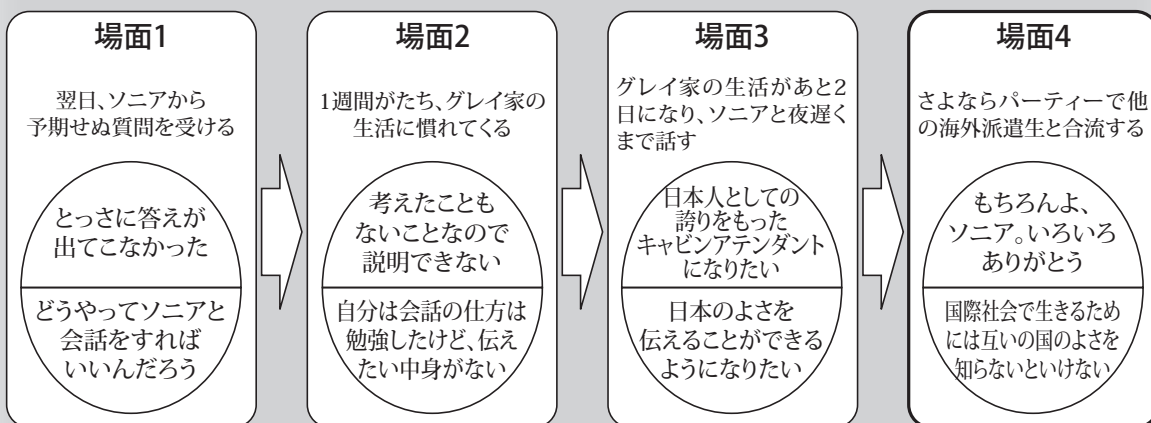 場面1
翌日、ソニアから
予期せぬ質問を受ける
とっさに答えが
出てこなかった
どうやってソニアと
会話をすれば
いいんだろう
場面2
1週間がたち、グレイ家の
生活に慣れてくる
考えたことも
ないことなので
説明できない
自分は会話の仕方は
勉強したけど、伝え
たい中身がない
場面3
グレイ家の生活があと2
日になり、ソニアと夜遅く
まで話す
日本人としての
誇りをもった
キャビンアテンダント
になりたい
日本のよさを
伝えることができる
ようになりたい
場面4
さよならパーティーで他
の海外派遣生と合流する
もちろんよ、
ソニア。いろいろ
ありがとう
国際社会で生きるため
には互いの国のよさを
知らないといけない